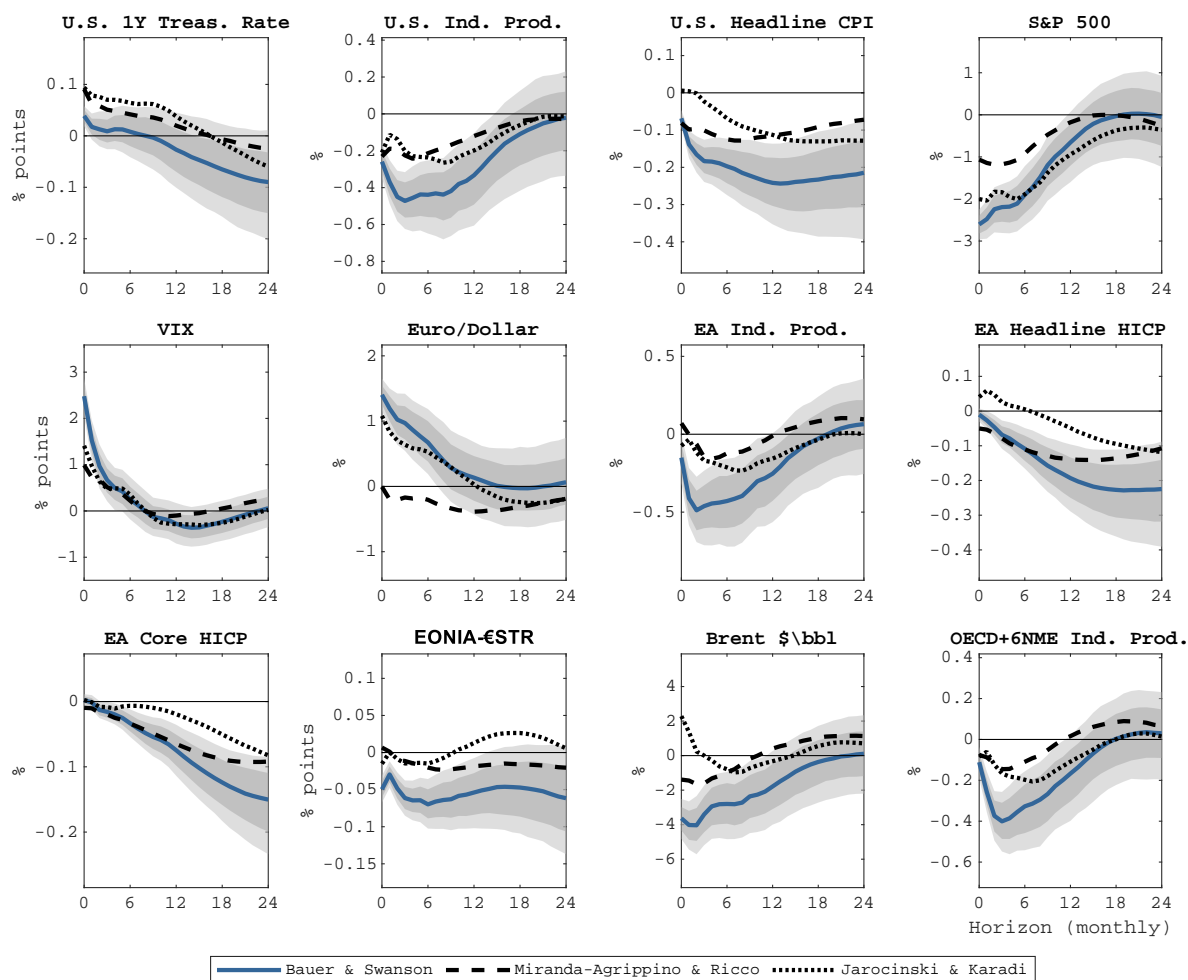 U.S. 1Y Treas. Rate
U.S. Ind. Prod.
U.S. Headline CPI
S&P 500
% points
0.1
0
-0.1
-0.2
0 6 12 18 24
%
0.4
0.2
0
-0.2
-0.4
-0.6
-0.8
0 6 12 18 24
%
0.1
0
-0.1
-0.2
-0.3
-0.4
0 6 12 18 24
%
1
0
-1
-2
-3
0 6 12 18 24
VIX
Euro/Dollar
EA Ind. Prod.
EA Headline HICP
% points
3
2
1
0
-1
0 6 12 18 24
%
2
1
0
-1
0 6 12 18 24
%
0.5
0
-0.5
0 6 12 18 24
%
0.1
0
-0.1
-0.2
-0.3
-0.4
0 6 12 18 24
EA Core HICP
EONIA-€STR
Brent $\bbl
OECD+6NME Ind. Prod.
%
0
-0.1
-0.2
0 6 12 18 24
% points
0.1
0.05
0
-0.05
-0.1
-0.15
0 6 12 18 24
%
4
2
0
-2
-4
-6
0 6 12 18 24
%
0.4
0.2
0
-0.2
-0.4
-0.6
0 6 12 18 24
Horizon (monthly)
Bauer & Swanson Miranda-Agrippino & Ricco Jarocinski & Karadi